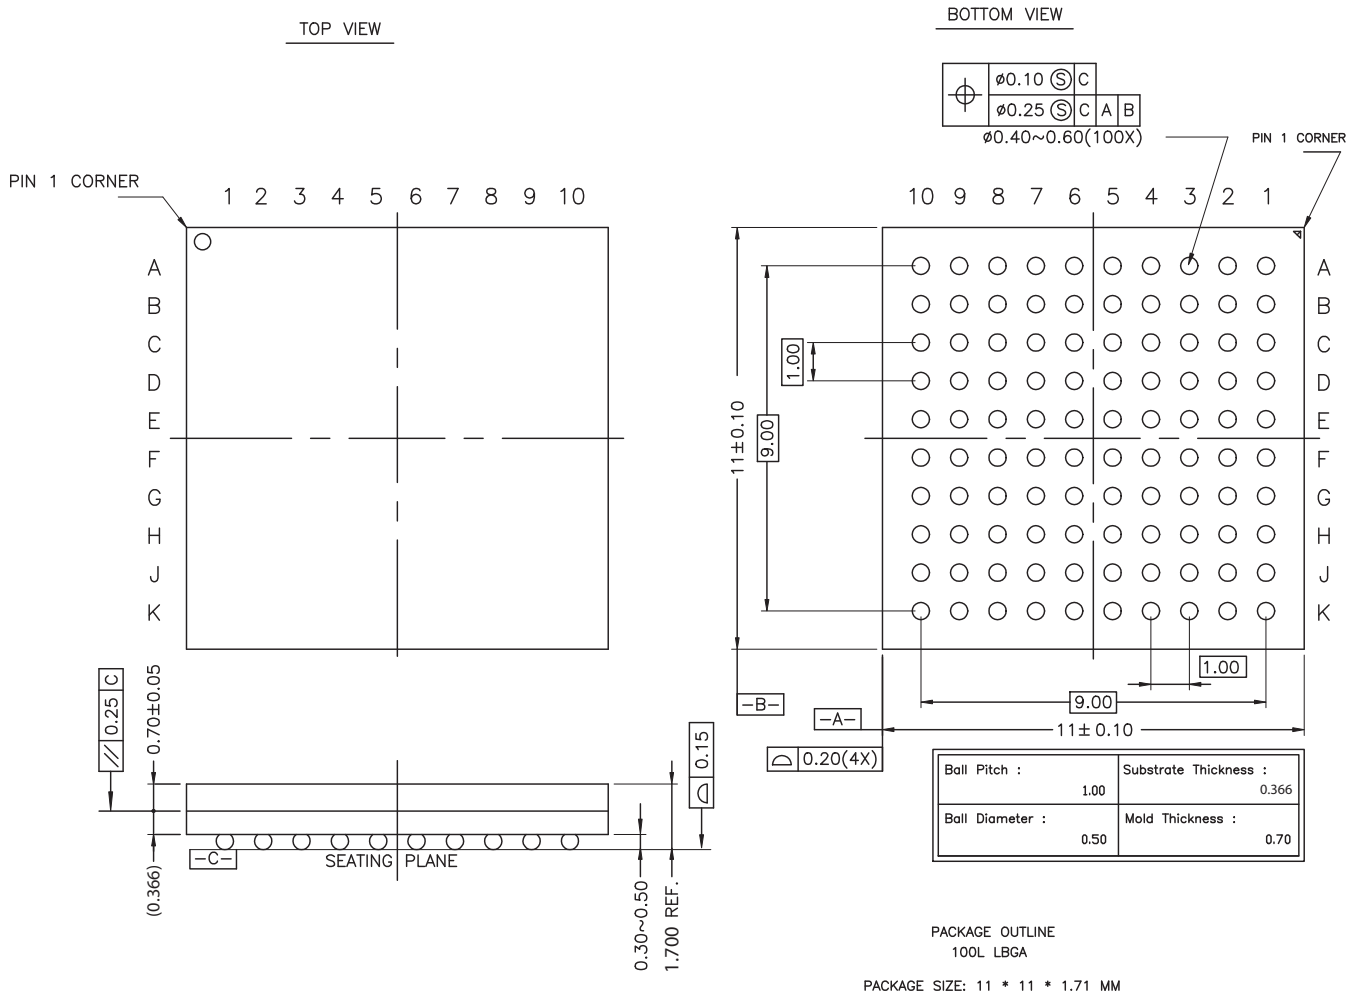 TOP VIEW
BOTTOM VIEW
⌀0.10 Ⓢ C
⌀0.25 Ⓢ C A B
⌀0.40~0.60(100X)
PIN 1 CORNER
PIN 1 CORNER
1 2 3 4 5 6 7 8 9 10
10 9 8 7 6 5 4 3 2 1
A
B
C
D
E
F
G
H
J
K
1.00
9.00
11±0.10
A
B
C
D
E
F
G
H
J
K
1.00
9.00
11±0.10
-B-
-A-
0.20(4X)
// 0.25 C
0.70±0.05
(0.366)
-C-
SEATING PLANE
0.30~0.50
1.700 REF.
0.15
Ball Pitch :
1.00
Substrate Thickness :
0.366
Ball Diameter :
0.50
Mold Thickness :
0.70
PACKAGE OUTLINE
100L LBGA
PACKAGE SIZE: 11 * 11 * 1.71 MM